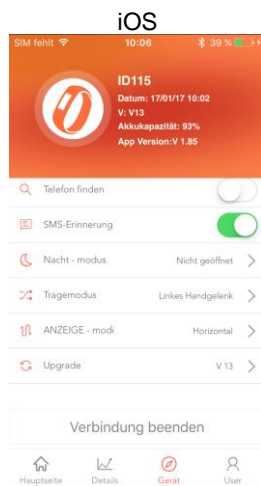 iOS
SIM fehlt 10:06 39 %
ID115
Datum: 17/01/17 10:02
V: V13
Akkukapazität: 93%
App Version:V 1.85
Telefon finden
SMS-Erinnerung
Nacht - modus Nicht geöffnet
Tragemodus Linkes Handgelenk
ANZEIGE - modi Horizontal
Upgrade V 13
Verbindung beenden
Hauptseite Details Gerät User